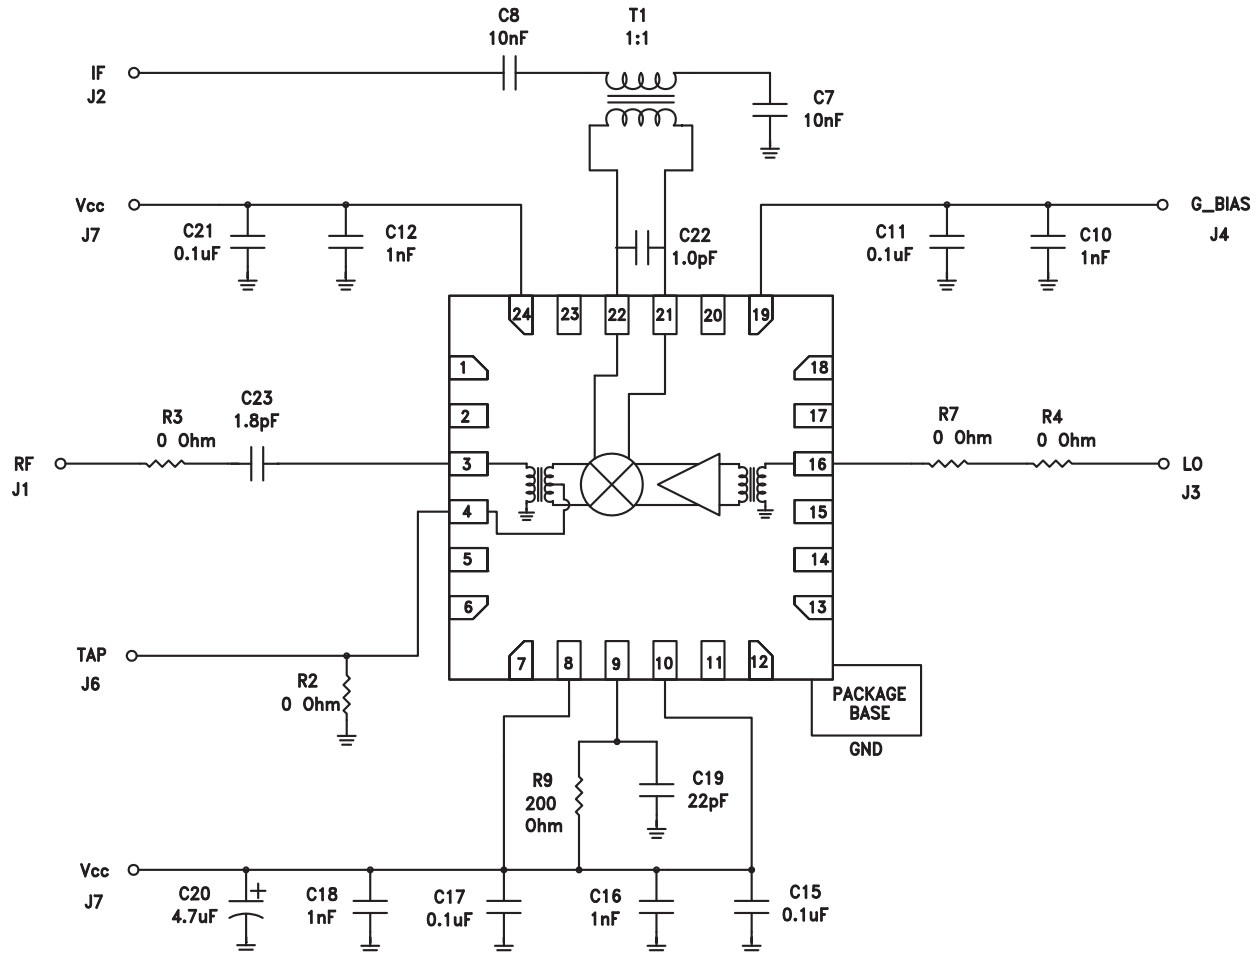 C8
10nF
T1
1:1
IF
J2
C7
10nF
Vcc
J7
C21
0.1uF
C12
1nF
C22
1.0pF
C11
0.1uF
C10
1nF
G_BIAS
J4
24
23
22
21
20
19
1
2
3
4
5
6
18
17
16
15
14
13
RF
J1
R3
0 Ohm
C23
1.8pF
R7
0 Ohm
R4
0 Ohm
LO
J3
TAP
J6
R2
0 Ohm
7
8
9
10
11
12
PACKAGE
BASE
GND
R9
200
Ohm
C19
22pF
Vcc
J7
C20
+
4.7uF
C18
1nF
C17
0.1uF
C16
1nF
C15
0.1uF